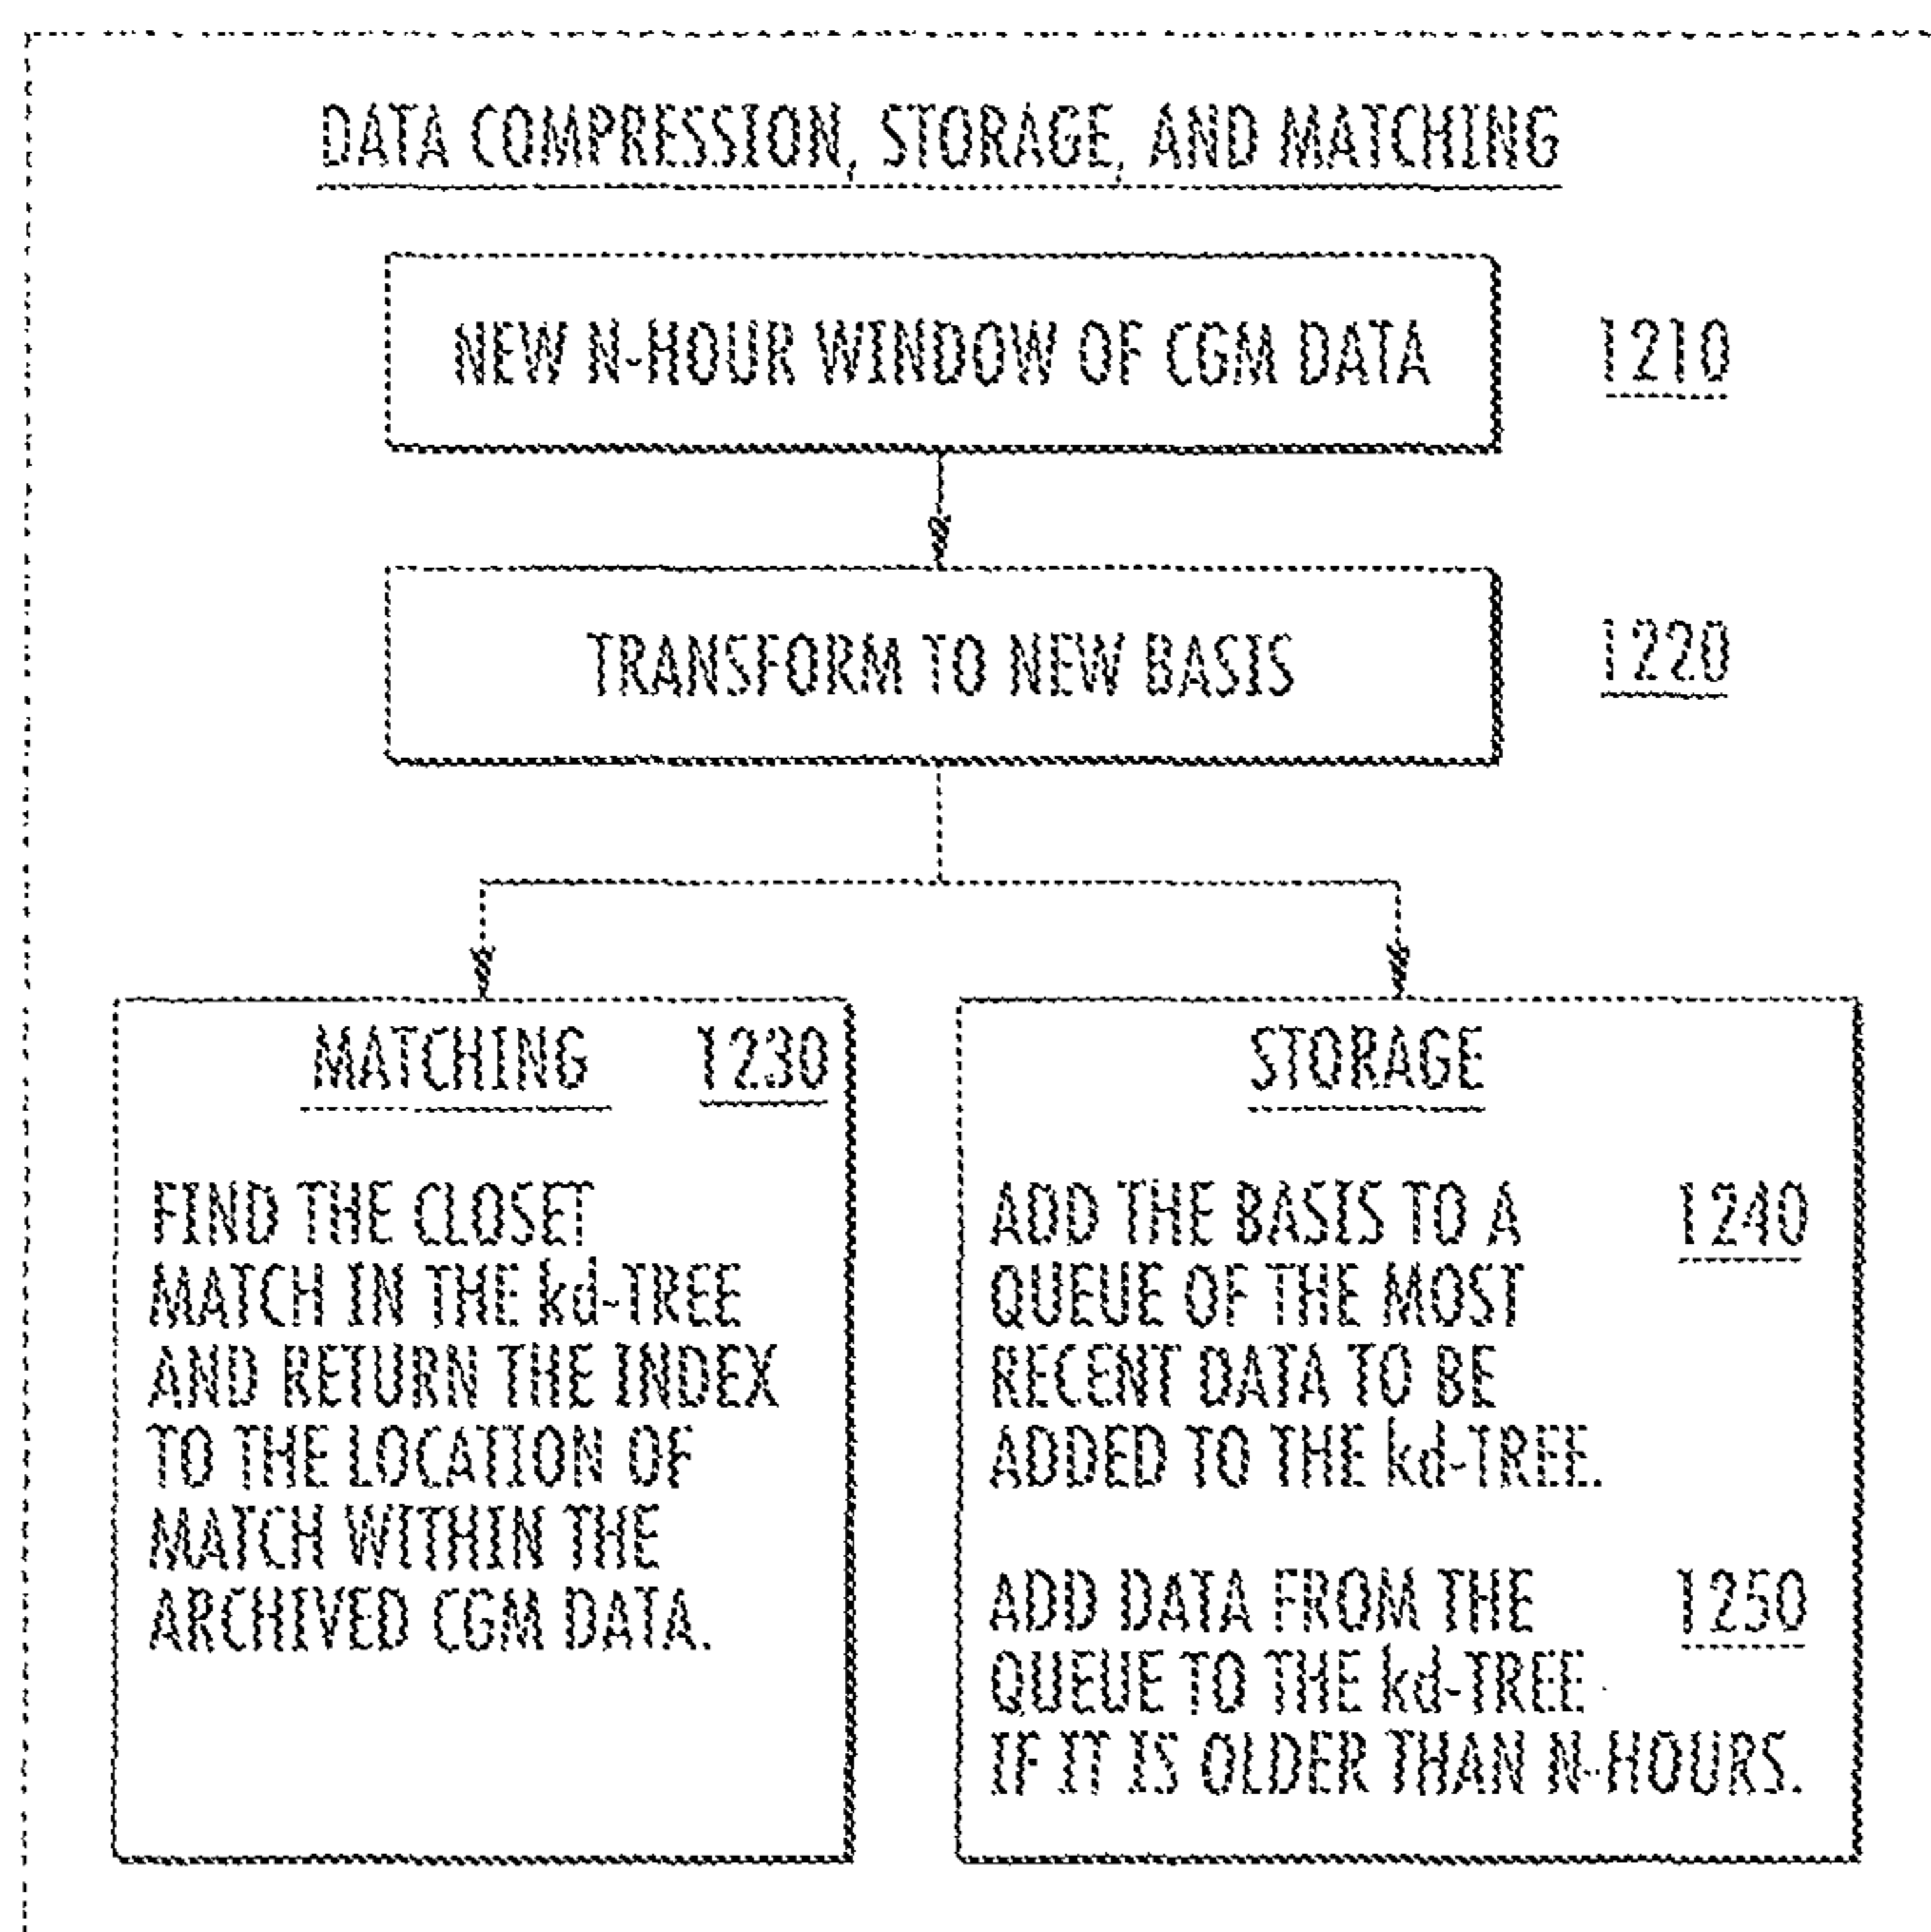 DATA COMPRESSION, STORAGE, AND MATCHING
NEW N-HOUR WINDOW OF CGM DATA 1210
TRANSFORM TO NEW BASIS 1220
MATCHING 1230
FIND THE CLOSET
MATCH IN THE kd-TREE
AND RETURN THE INDEX
TO THE LOCATION OF
MATCH WITHIN THE
ARCHIVED CGM DATA.
STORAGE
ADD THE BASIS TO A 1240
QUEUE OF THE MOST
RECENT DATA TO BE
ADDED TO THE kd-TREE.
ADD DATA FROM THE 1250
QUEUE TO THE kd-TREE
IF IT IS OLDER THAN N-HOURS.